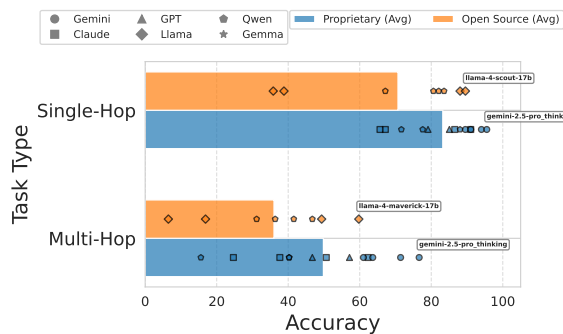 Gemini
GPT
Qwen
Claude
Llama
Gemma
Proprietary (Avg)
Open Source (Avg)
llama-4-scout-17b
Single-Hop
gemini-2.5-pro_think
llama-4-maverick-17b
Multi-Hop
gemini-2.5-pro_thinking
Task Type
0 20 40 60 80 100
Accuracy